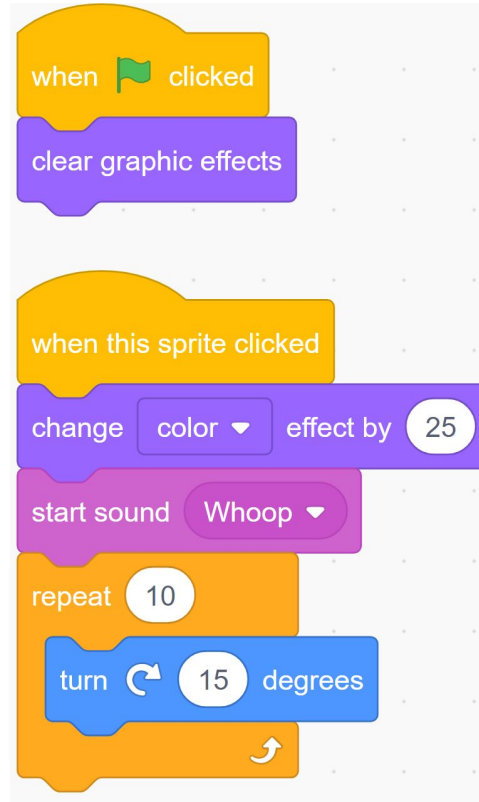 when clicked
clear graphic effects
when this sprite clicked
change color effect by 25
start sound Whoop
repeat 10
turn 15 degrees